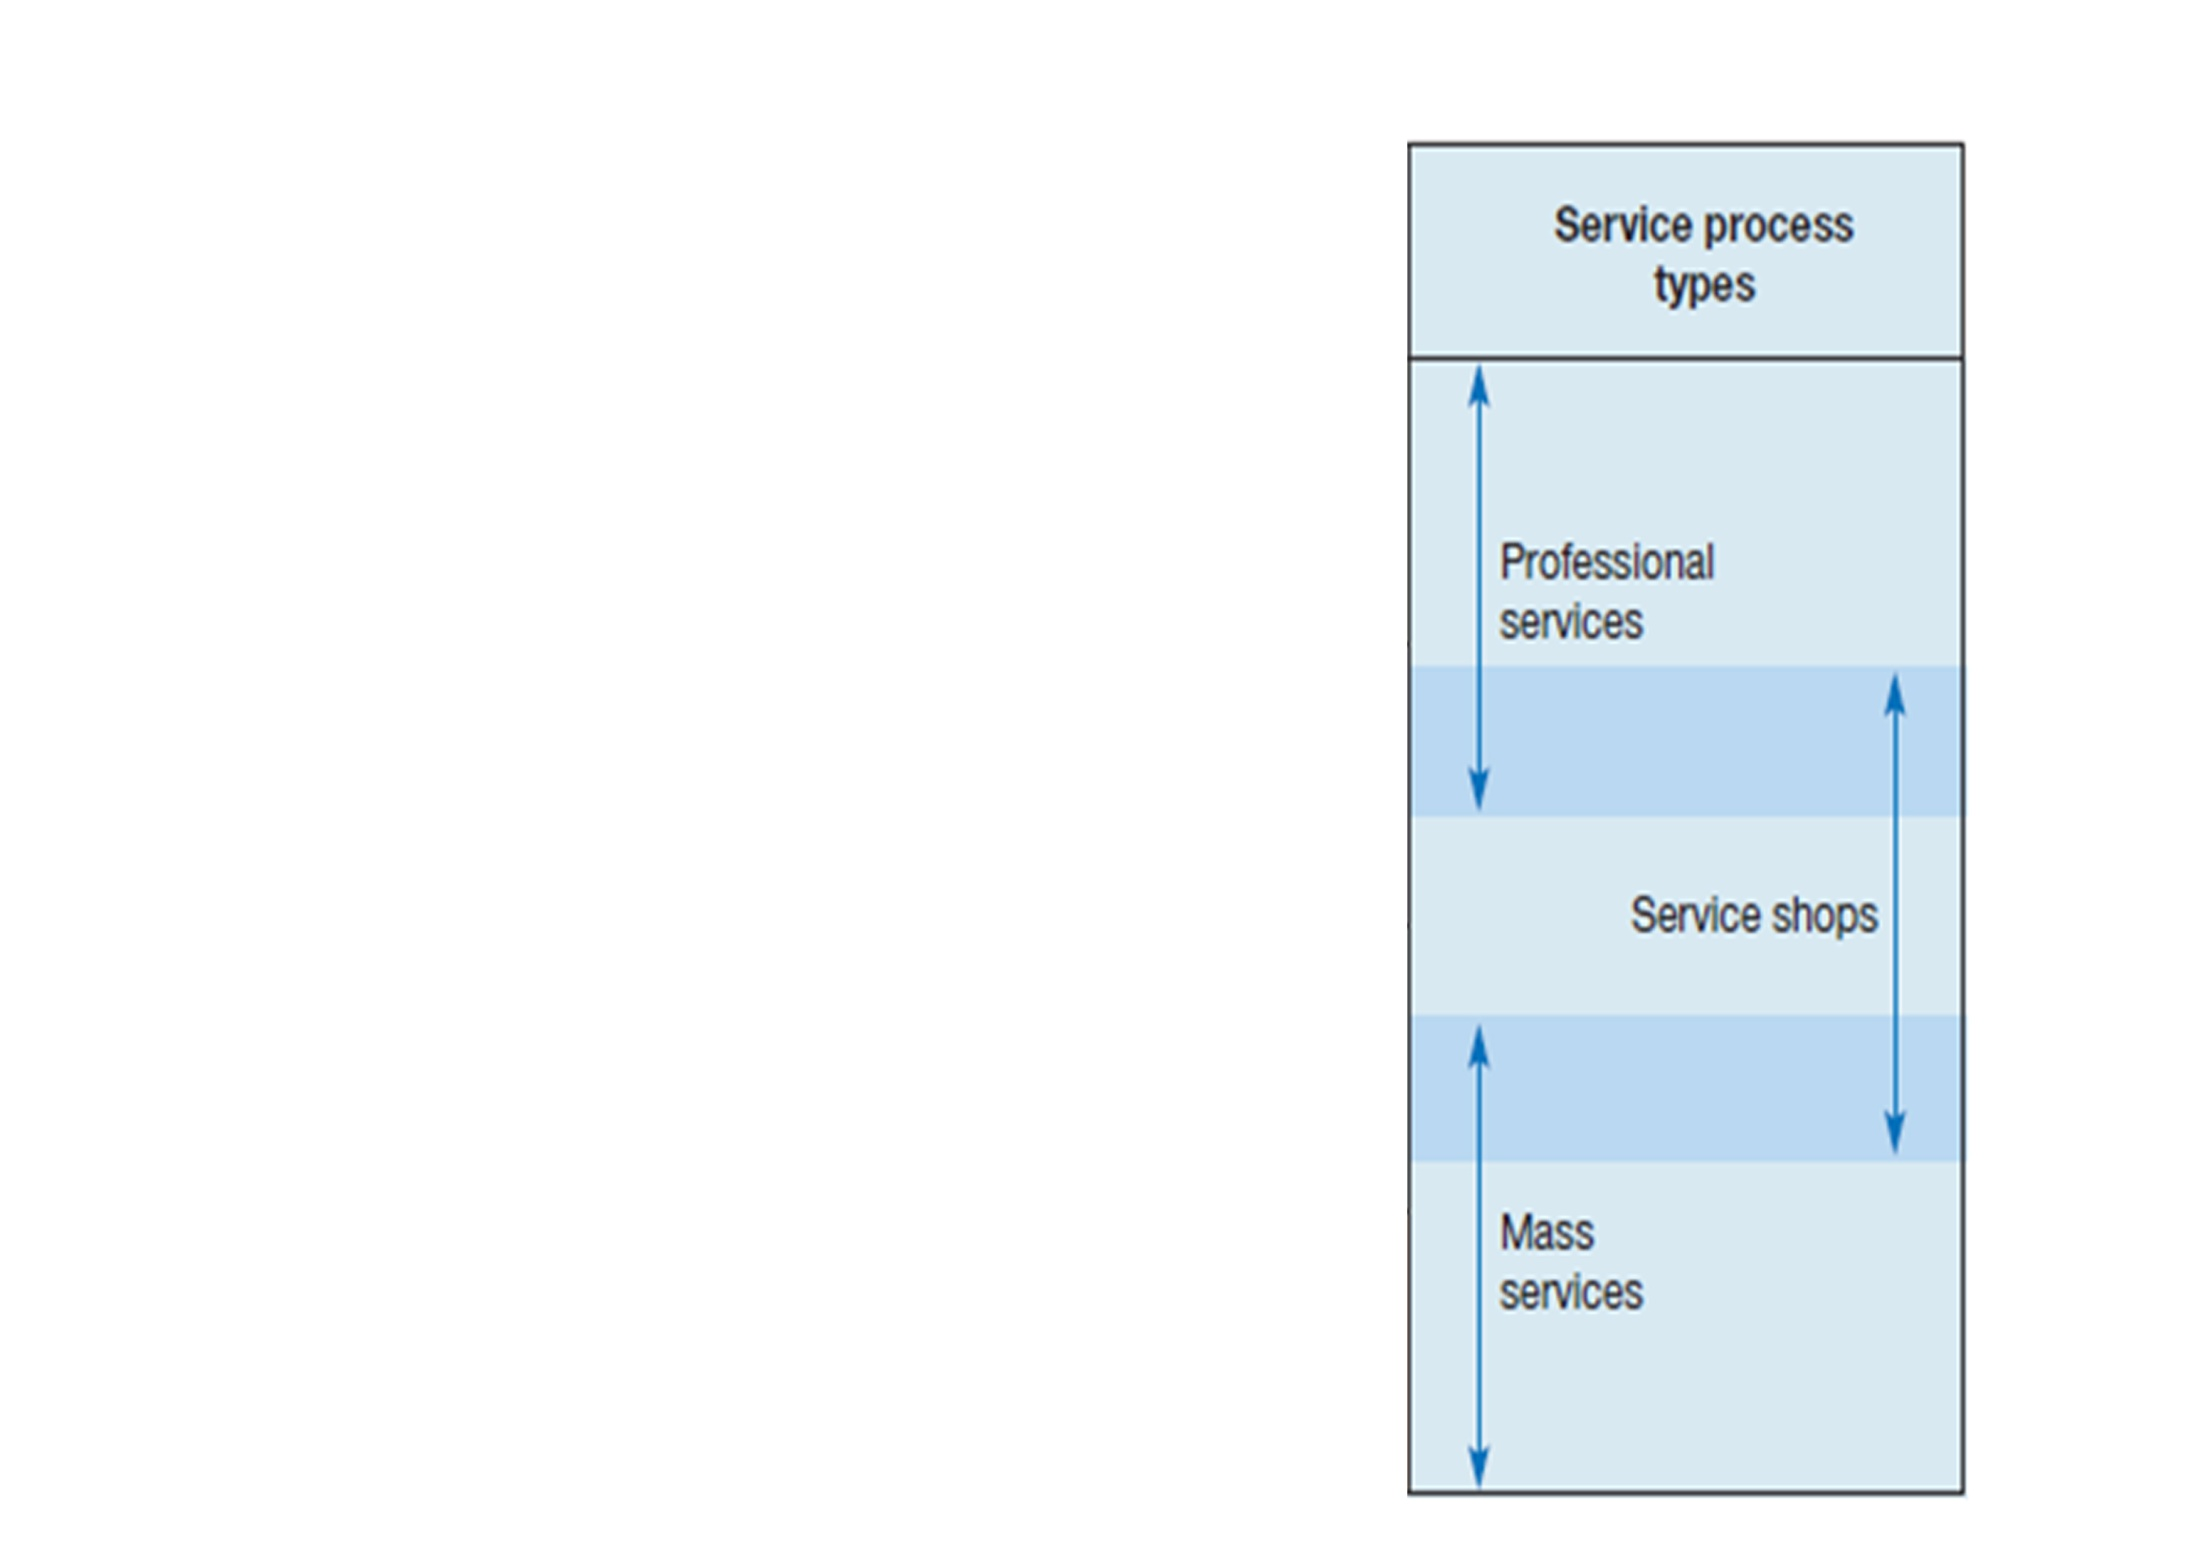 Service process
types
Professional
services
Service shops
Mass
services